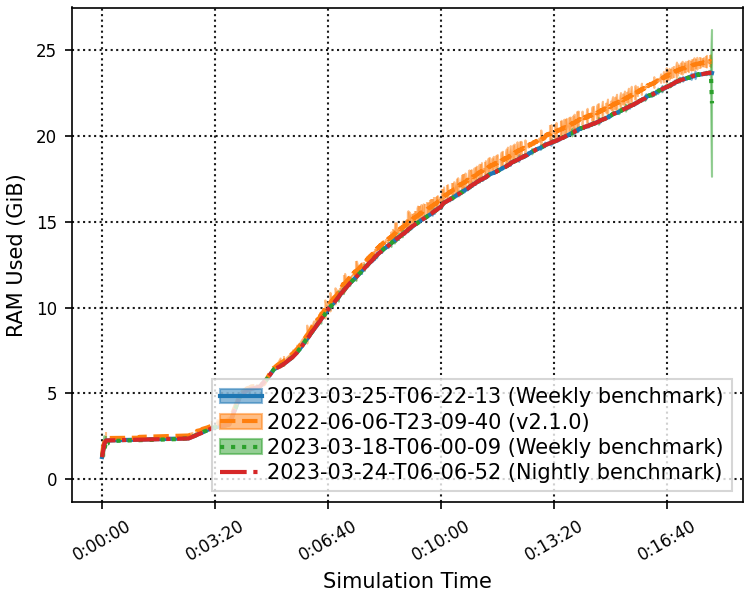 25
20
15
10
5
0
RAM Used (GiB)
2023-03-25-T06-22-13 (Weekly benchmark)
2022-06-06-T23-09-40 (v2.1.0)
2023-03-18-T06-00-09 (Weekly benchmark)
2023-03-24-T06-06-52 (Nightly benchmark)
0:00:00
0:03:20
0:06:40
0:10:00
0:13:20
0:16:40
Simulation Time